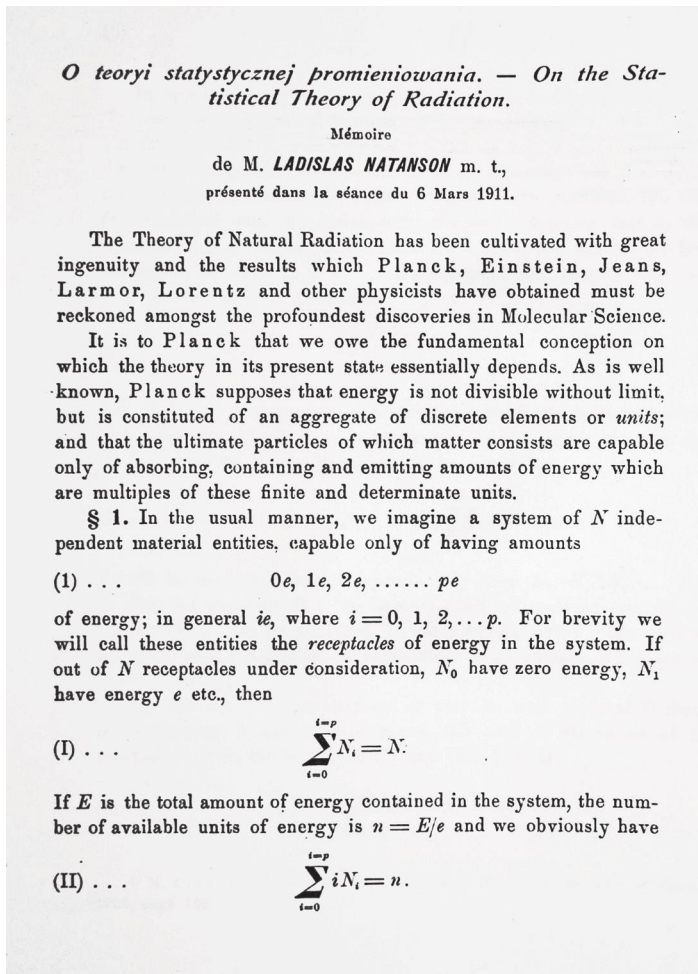 O teoryi statystycznej promieniowania. — On the Sta-
tistical Theory of Radiation.
Mémoire
de M. LADISLAS NATANSON m. t.,
présenté dans la séance du 6 Mars 1911.
The Theory of Natural Radiation has been cultivated with great
ingenuity and the results which Planck, Einstein, Jeans,
Larmor, Lorentz and other physicists have obtained must be
reckoned amongst the profoundest discoveries in Molecular Science.
It is to Planck that we owe the fundamental conception on
which the theory in its present state essentially depends. As is well
known, Planck supposes that energy is not divisible without limit,
but is constituted of an aggregate of discrete elements or units;
and that the ultimate particles of which matter consists are capable
only of absorbing, containing and emitting amounts of energy which
are multiples of these finite and determinate units.
§ 1. In the usual manner, we imagine a system of N inde-
pendent material entities, capable only of having amounts
(1) . . . 0e, 1e, 2e, ...... pe
of energy; in general ie, where i = 0, 1, 2,... p. For brevity we
will call these entities the receptacles of energy in the system. If
out of N receptacles under consideration, N₀ have zero energy, N₁
have energy e etc., then
i=p
(I) . . . ∑ Nᵢ = N.
i=0
If E is the total amount of energy contained in the system, the num-
ber of available units of energy is n = E/e and we obviously have
i=p
(II) . . . ∑ i Nᵢ = n.
i=0